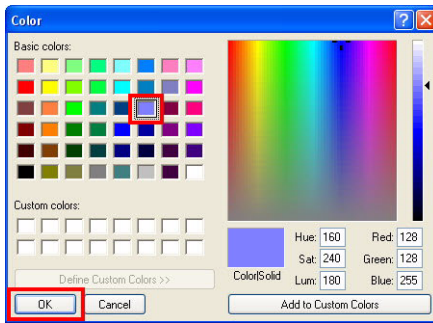 Color
Basic colors:
Custom colors:
Define Custom Colors >>
OK
Cancel
Color|Solid
Hue: 160
Sat: 240
Lum: 180
Red: 128
Green: 128
Blue: 255
Add to Custom Colors